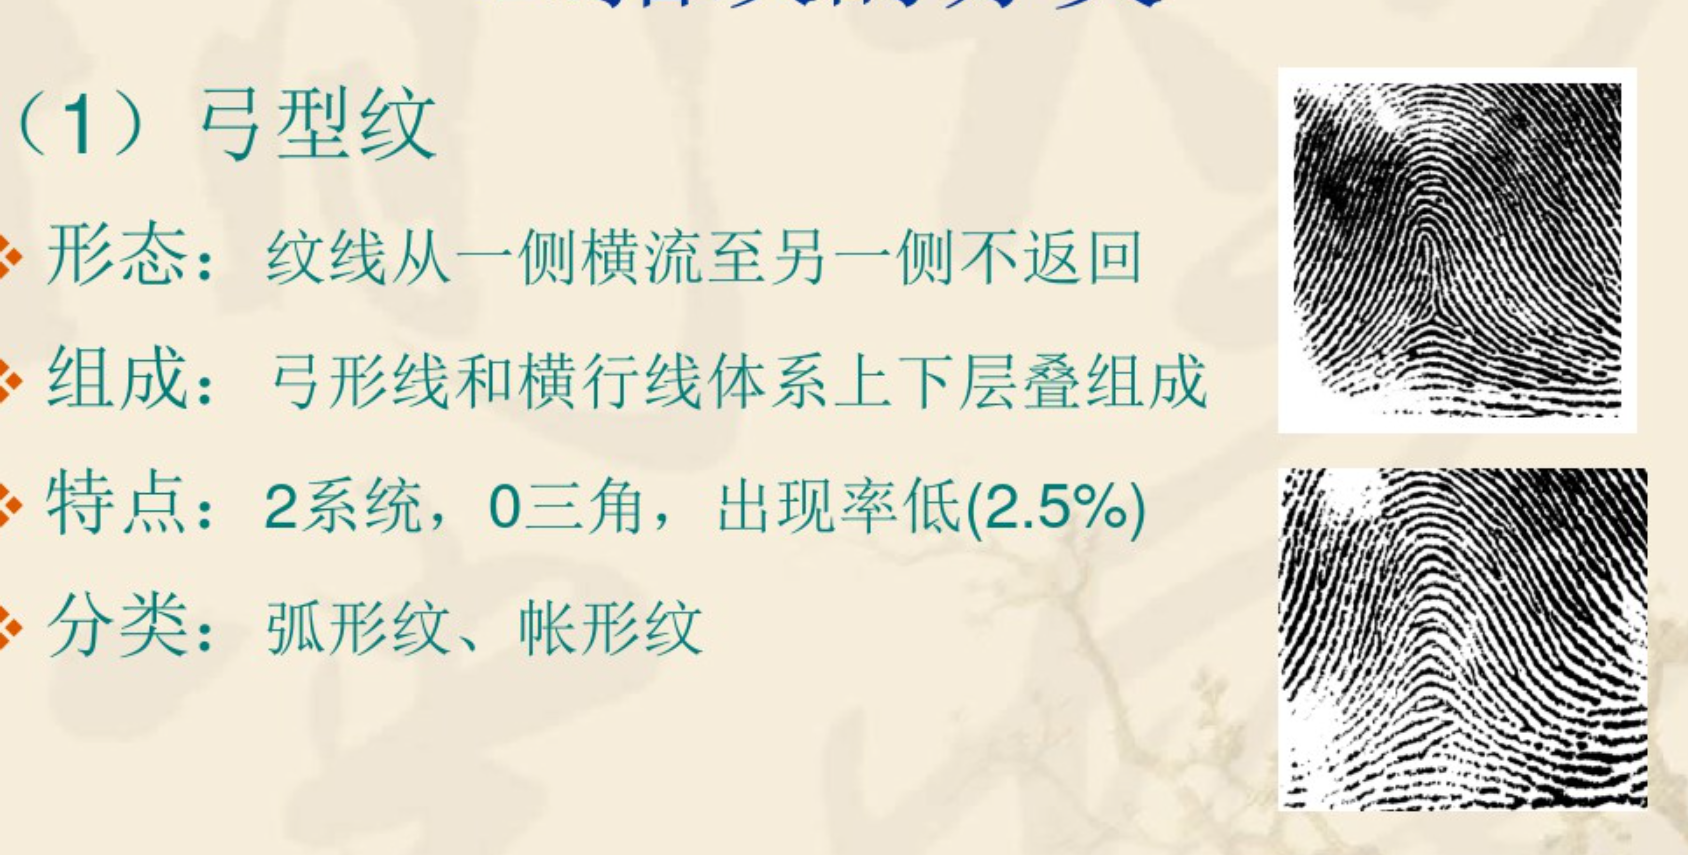 （1）弓型纹
形态：纹线从一侧横流至另一侧不返回
组成：弓形线和横行线体系上下层叠组成
特点：2系统，0三角，出现率低(2.5%)
分类：弧形纹、帐形纹